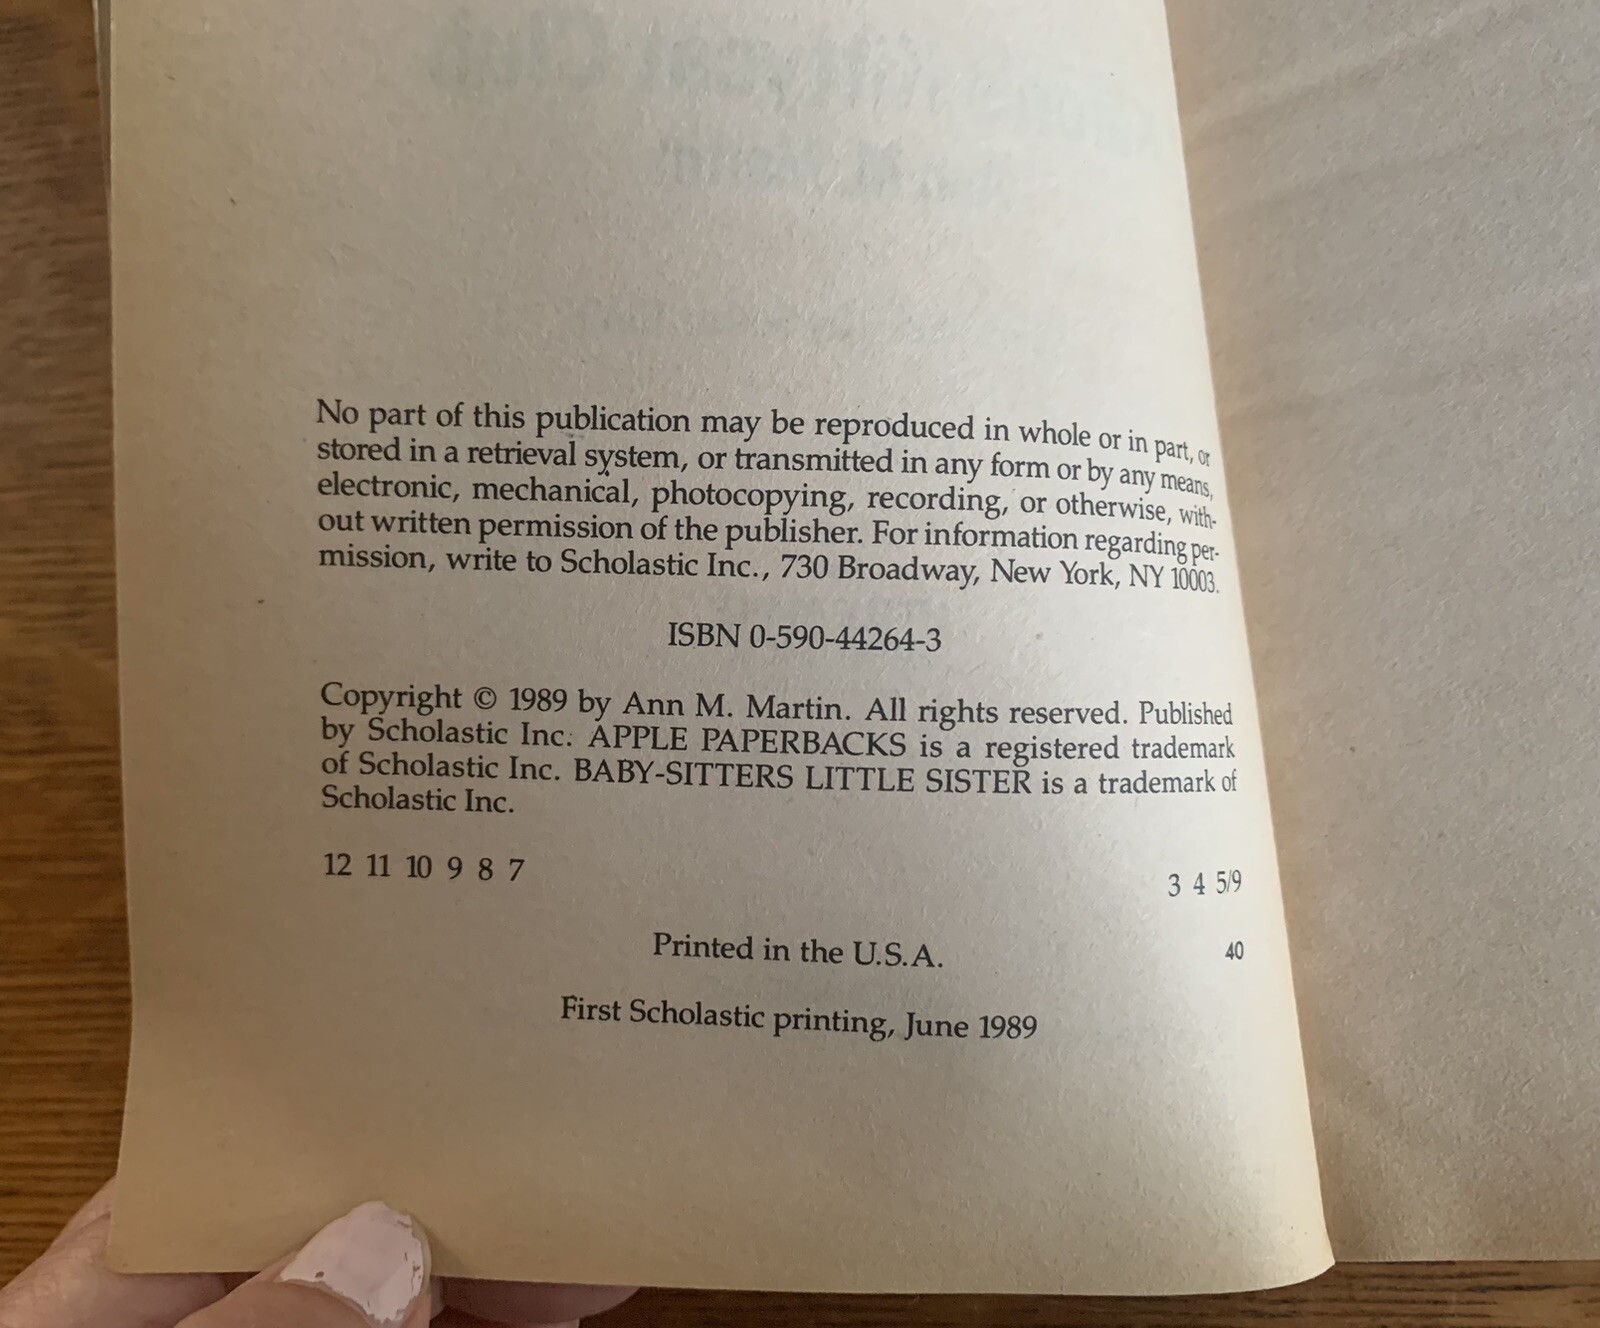 No part of this publication may be reproduced in whole or in part, or
stored in a retrieval system, or transmitted in any form or by any means,
electronic, mechanical, photocopying, recording, or otherwise, with-
out written permission of the publisher. For information regarding per-
mission, write to Scholastic Inc., 730 Broadway, New York, NY 10003.
ISBN 0-590-44264-3
Copyright © 1989 by Ann M. Martin. All rights reserved. Published
by Scholastic Inc. APPLE PAPERBACKS is a registered trademark
of Scholastic Inc. BABY-SITTERS LITTLE SISTER is a trademark of
Scholastic Inc.
12 11 10 9 8 7 3 4 5/9
Printed in the U.S.A. 40
First Scholastic printing, June 1989